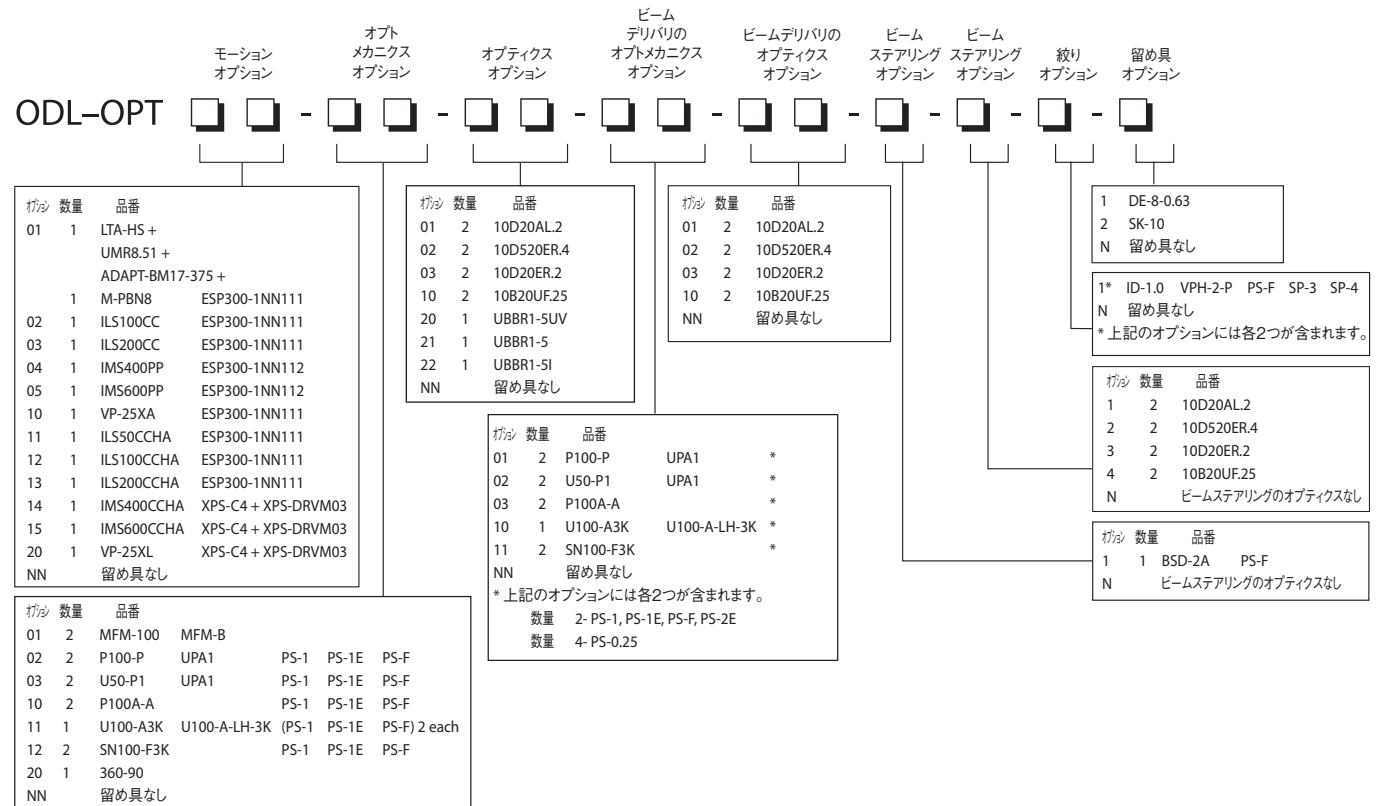 モーション
オプション
オプト
メカニクス
オプション
オプティクス
オプション
ビーム
デリバリの
オプトメカニクス
オプション
ビームデリバリの
オプティクス
オプション
ビーム
ステアリング
オプション
ビーム
ステアリング
オプション
絞り
オプション
留め具
オプション
ODL–OPT - - - - - - - -
オプション 数量 品番
01 1 LTA-HS +
UMR8.51 +
ADAPT-BM17-375 +
1 M-PBN8 ESP300-1NN111
02 1 ILS100CC ESP300-1NN111
03 1 ILS200CC ESP300-1NN111
04 1 IMS400PP ESP300-1NN112
05 1 IMS600PP ESP300-1NN112
10 1 VP-25XA ESP300-1NN111
11 1 ILS50CCHA ESP300-1NN111
12 1 ILS100CCHA ESP300-1NN111
13 1 ILS200CCHA ESP300-1NN111
14 1 IMS400CCHA XPS-C4 + XPS-DRVM03
15 1 IMS600CCHA XPS-C4 + XPS-DRVM03
20 1 VP-25XL XPS-C4 + XPS-DRVM03
NN 留め具なし
オプション 数量 品番
01 2 MFM-100 MFM-B
02 2 P100-P UPA1 PS-1 PS-1E PS-F
03 2 U50-P1 UPA1 PS-1 PS-1E PS-F
10 2 P100A-A PS-1 PS-1E PS-F
11 1 U100-A3K U100-A-LH-3K (PS-1 PS-1E PS-F) 2 each
12 2 SN100-F3K PS-1 PS-1E PS-F
20 1 360-90
NN 留め具なし
オプション 数量 品番
01 2 10D20AL.2
02 2 10D520ER.4
03 2 10D20ER.2
10 2 10B20UF.25
20 1 UBBR1-5UV
21 1 UBBR1-5
22 1 UBBR1-5I
NN 留め具なし
オプション 数量 品番
01 2 P100-P UPA1 *
02 2 U50-P1 UPA1 *
03 2 P100A-A *
10 1 U100-A3K U100-A-LH-3K *
11 2 SN100-F3K *
NN 留め具なし
* 上記のオプションには各2つが含まれます。
数量 2- PS-1, PS-1E, PS-F, PS-2E
数量 4- PS-0.25
オプション 数量 品番
01 2 10D20AL.2
02 2 10D520ER.4
03 2 10D20ER.2
10 2 10B20UF.25
NN 留め具なし
1 DE-8-0.63
2 SK-10
N 留め具なし
1* ID-1.0 VPH-2-P PS-F SP-3 SP-4
N 留め具なし
* 上記のオプションには各2つが含まれます。
オプション 数量 品番
1 2 10D20AL.2
2 2 10D520ER.4
3 2 10D20ER.2
4 2 10B20UF.25
N ビームステアリングのオプティクスなし
オプション 数量 品番
1 1 BSD-2A PS-F
N ビームステアリングのオプティクスなし